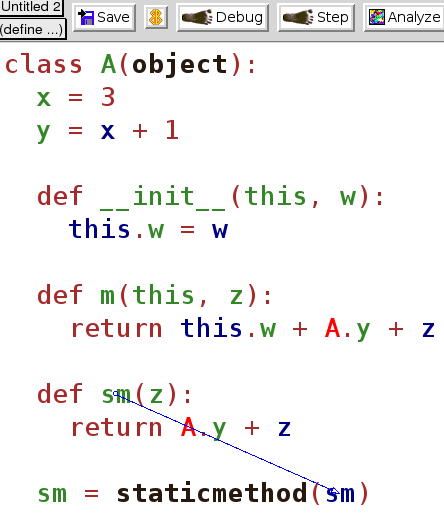 Untitled 2
(define ...)
Save
$
Debug
Step
Analyze
class A(object):
  x = 3
  y = x + 1

  def __init__(this, w):
    this.w = w

  def m(this, z):
    return this.w + A.y + z

  def sm(z):
    return A.y + z

  sm = staticmethod(sm)